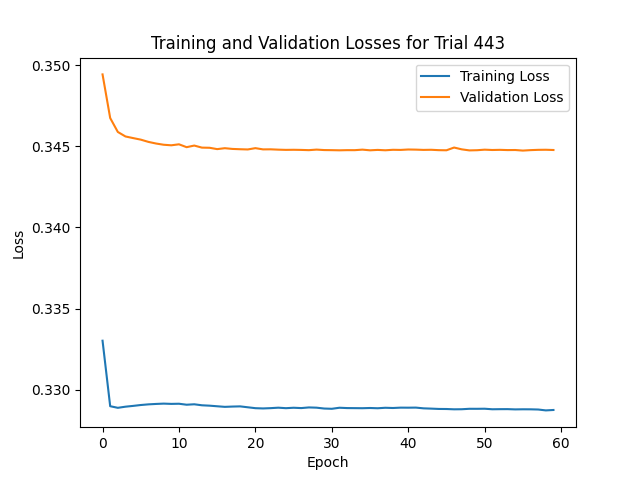 Training and Validation Losses for Trial 443
Training Loss
Validation Loss
0.350
0.345
0.340
0.335
0.330
Loss
0 10 20 30 40 50 60
Epoch